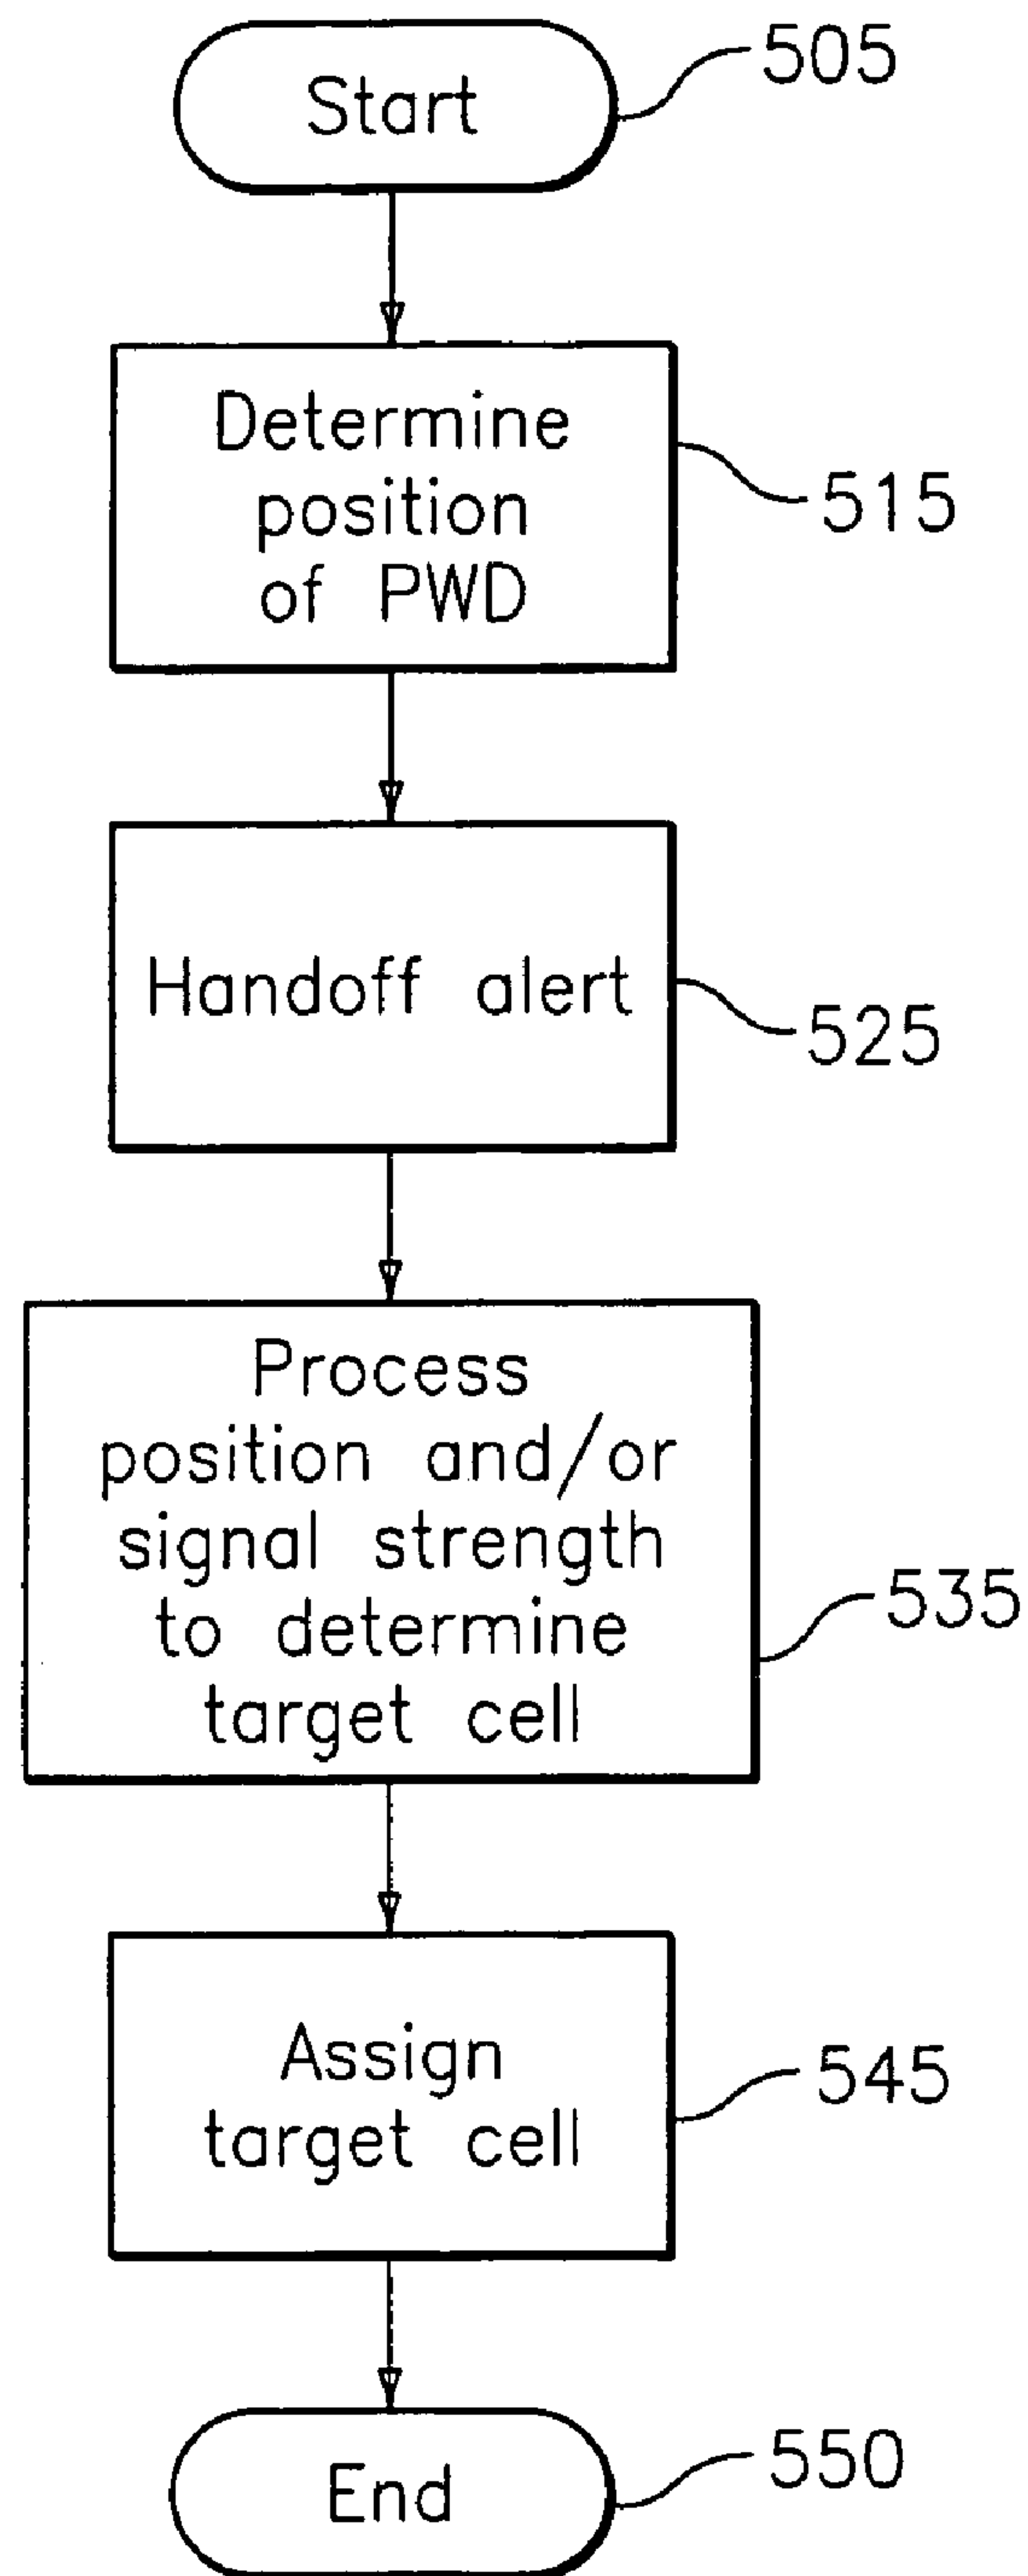 Start
505
Determine
position
of PWD
515
Handoff alert
525
Process
position and/or
signal strength
to determine
target cell
535
Assign
target cell
545
End
550